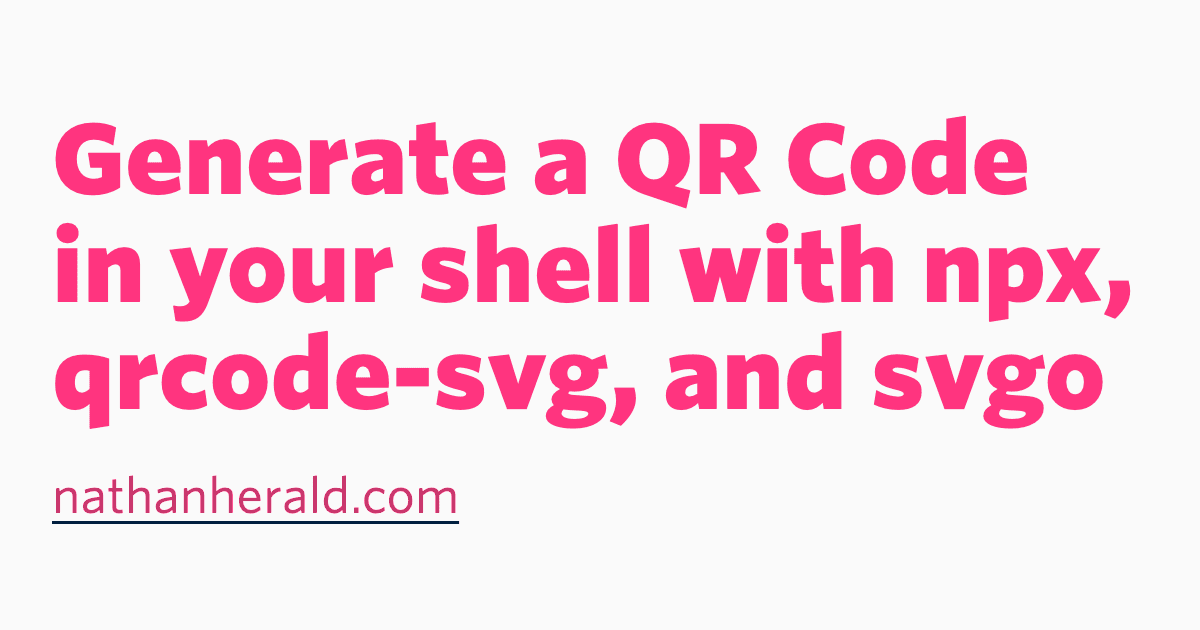 Generate a QR Code
in your shell with npx,
qrcode-svg, and svgo
nathanherald.com